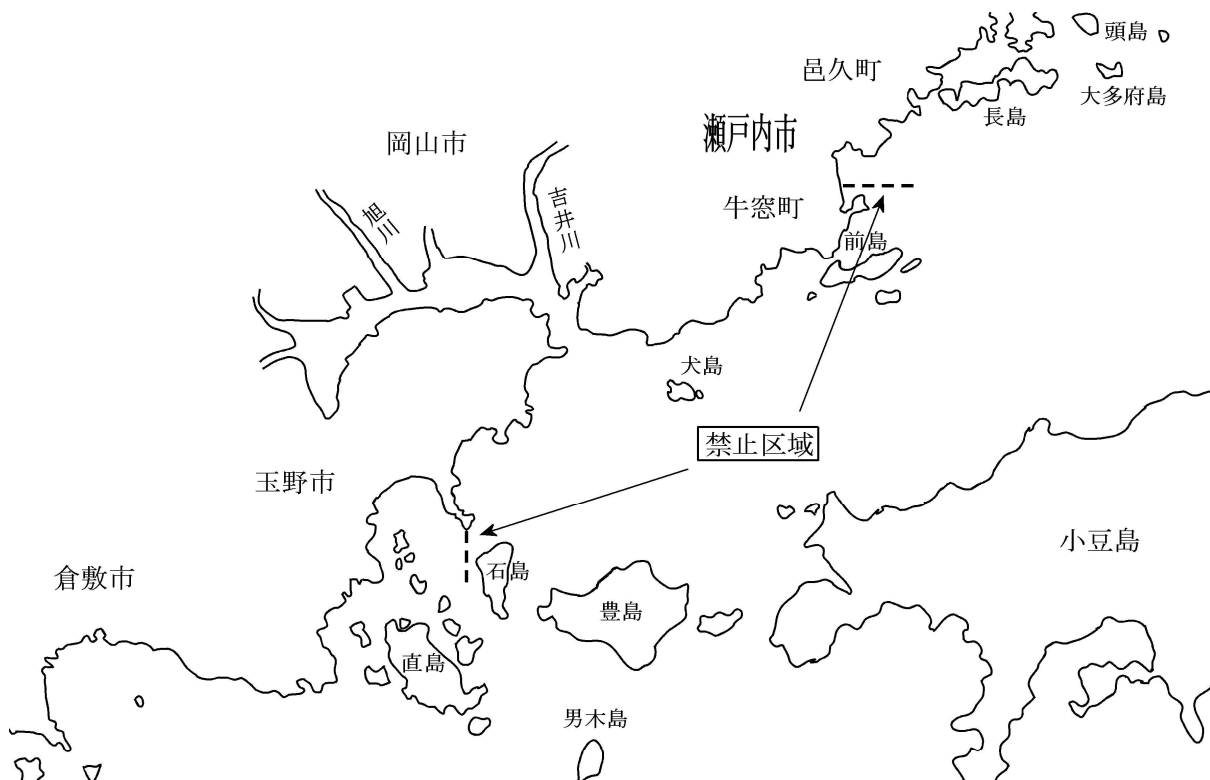 頭島
邑久町
大多府島
長島
瀬戸内市
岡山市
吉井川
旭川
牛窓町
前島
犬島
禁止区域
玉野市
小豆島
石島
倉敷市
豊島
直島
男木島